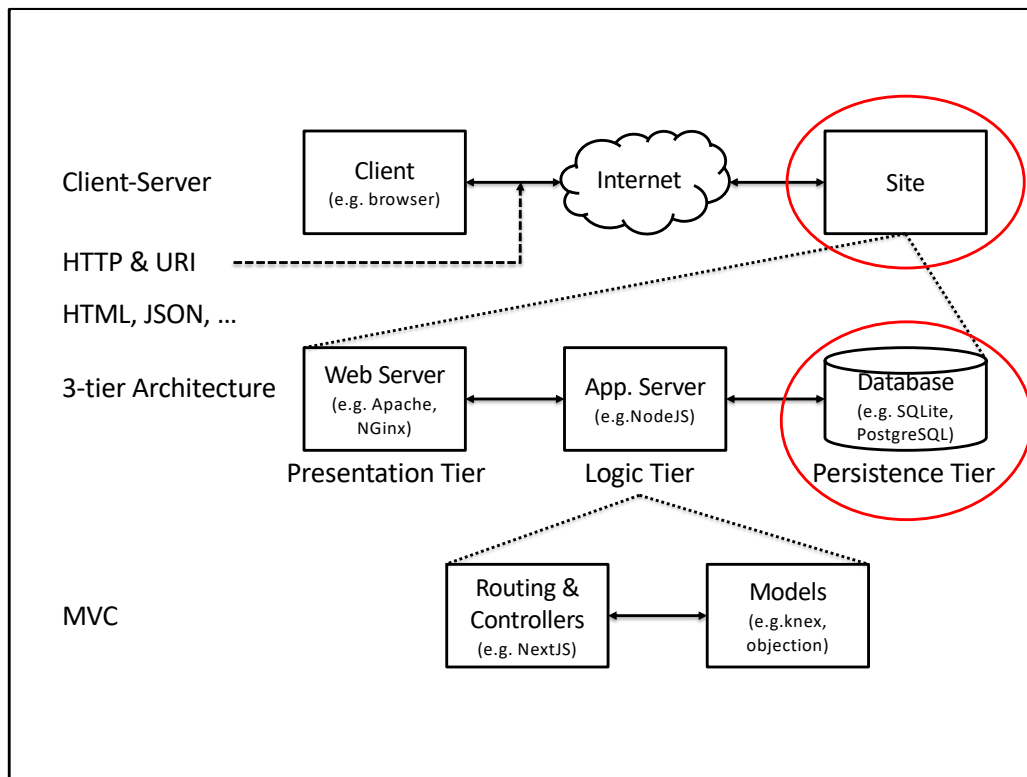 Client-Server
Client
(e.g. browser)
Internet
Site
HTTP & URI
HTML, JSON, ...
3-tier Architecture
Web Server
(e.g. Apache,
NGinx)
App. Server
(e.g.NodeJS)
Database
(e.g. SQLite,
PostgreSQL)
Presentation Tier
Logic Tier
Persistence Tier
MVC
Routing &
Controllers
(e.g. NextJS)
Models
(e.g.knex,
objection)